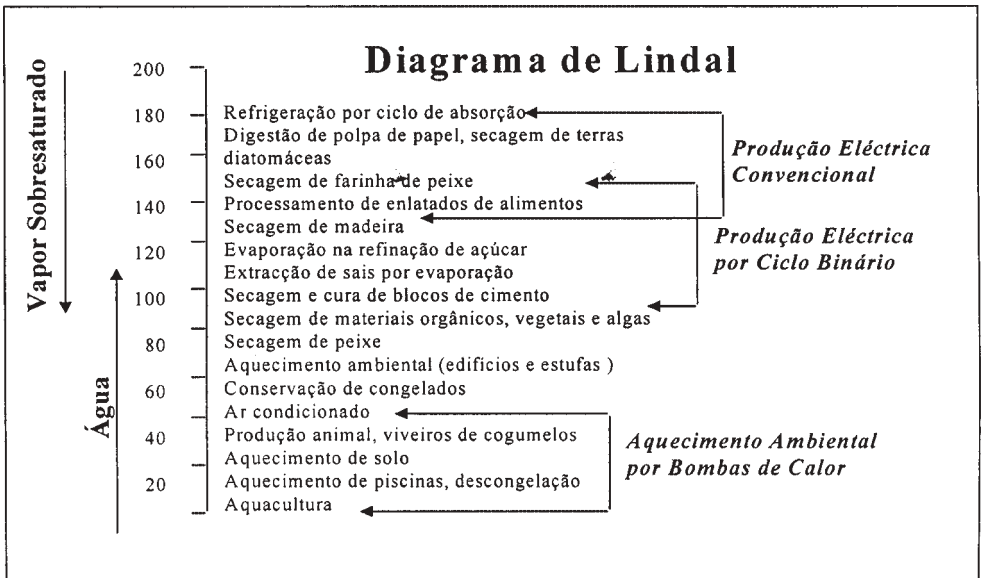 Diagrama de Lindal
Vapor Sobresaturado
Água
200
180
160
140
120
100
80
60
40
20
Refrigeração por ciclo de absorção
Digestão de polpa de papel, secagem de terras
diatomáceas
Secagem de farinha de peixe
Processamento de enlatados de alimentos
Secagem de madeira
Evaporação na refinação de açúcar
Extracção de sais por evaporação
Secagem e cura de blocos de cimento
Secagem de materiais orgânicos, vegetais e algas
Secagem de peixe
Aquecimento ambiental (edificios e estufas )
Conservação de congelados
Ar condicionado
Produção animal, viveiros de cogumelos
Aquecimento de solo
Aquecimento de piscinas, descongelação
Aquacultura
Produção Eléctrica
Convencional
Produção Eléctrica
por Ciclo Binário
Aquecimento Ambiental
por Bombas de Calor